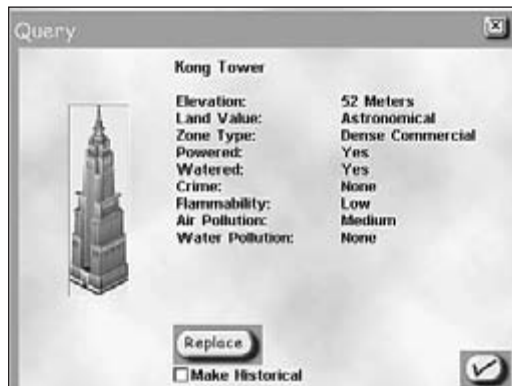 Query
Kong Tower
Elevation: 52 Meters
Land Value: Astronomical
Zone Type: Dense Commercial
Powered: Yes
Watered: Yes
Crime: None
Flammability: Low
Air Pollution: Medium
Water Pollution: None
Replace
Make Historical